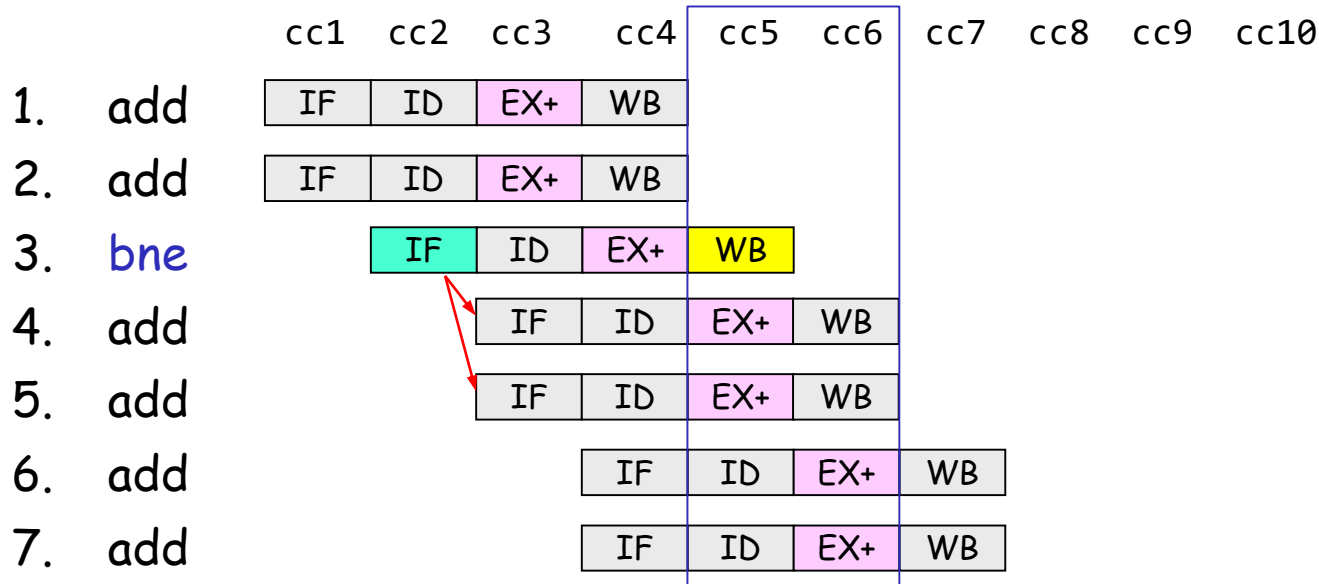 cc1 cc2 cc3 cc4 cc5 cc6 cc7 cc8 cc9 cc10
1. add IF ID EX+ WB
2. add IF ID EX+ WB
3. bne IF ID EX+ WB
4. add IF ID EX+ WB
5. add IF ID EX+ WB
6. add IF ID EX+ WB
7. add IF ID EX+ WB